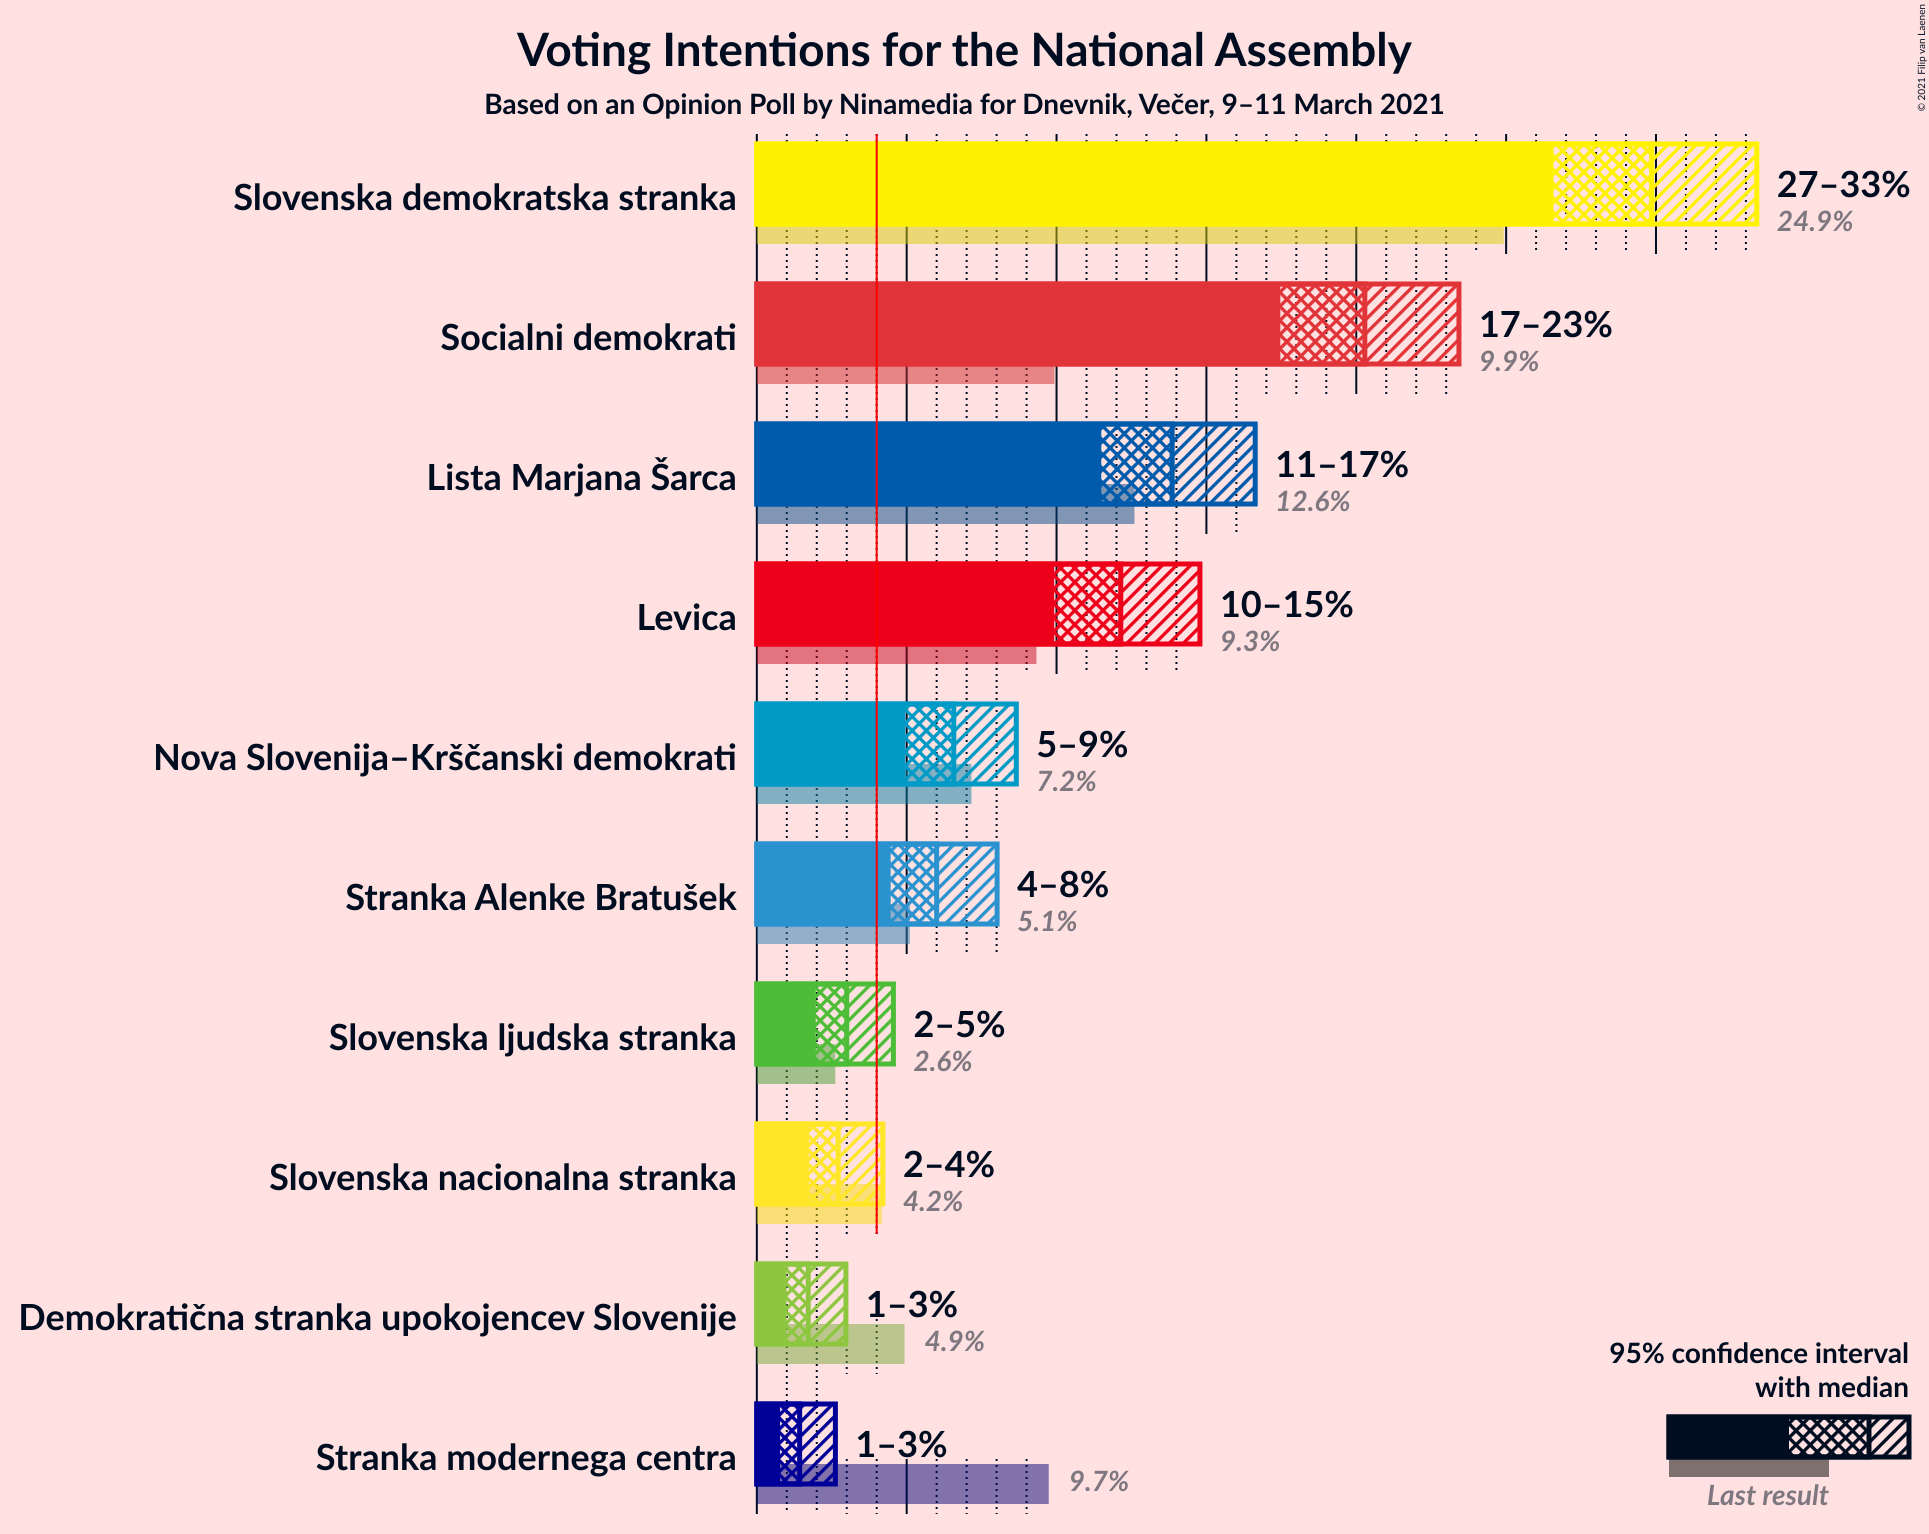 Voting Intentions for the National Assembly
Based on an Opinion Poll by Ninamedia for Dnevnik, Večer, 9–11 March 2021
© 2021 Filip van Laenen
Slovenska demokratska stranka
27–33%
24.9%
Socialni demokrati
17–23%
9.9%
Lista Marjana Šarca
11–17%
12.6%
Levica
10–15%
9.3%
Nova Slovenija–Krščanski demokrati
5–9%
7.2%
Stranka Alenke Bratušek
4–8%
5.1%
Slovenska ljudska stranka
2–5%
2.6%
Slovenska nacionalna stranka
2–4%
4.2%
Demokratična stranka upokojencev Slovenije
1–3%
4.9%
Stranka modernega centra
1–3%
9.7%
95% confidence interval
with median
Last result